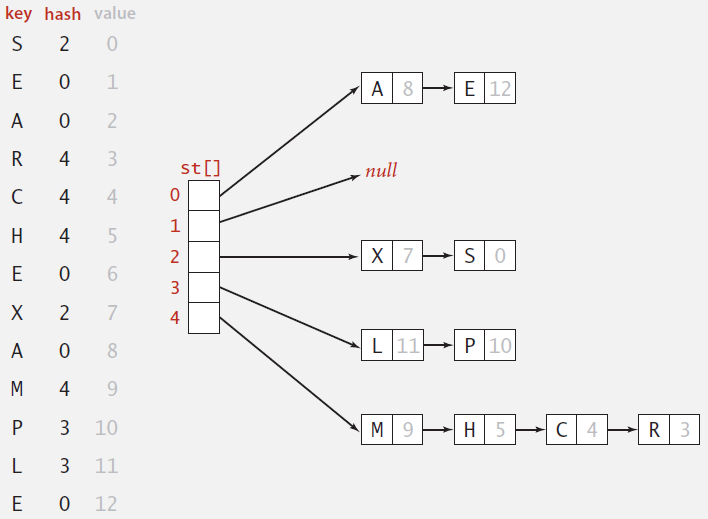 key hash value
S 2 0
E 0 1
A 0 2
R 4 3
C 4 4
H 4 5
E 0 6
X 2 7
A 0 8
M 4 9
P 3 10
L 3 11
E 0 12
st[]
0
1
2
3
4
A 8 E 12
null
X 7 S 0
L 11 P 10
M 9 H 5 C 4 R 3